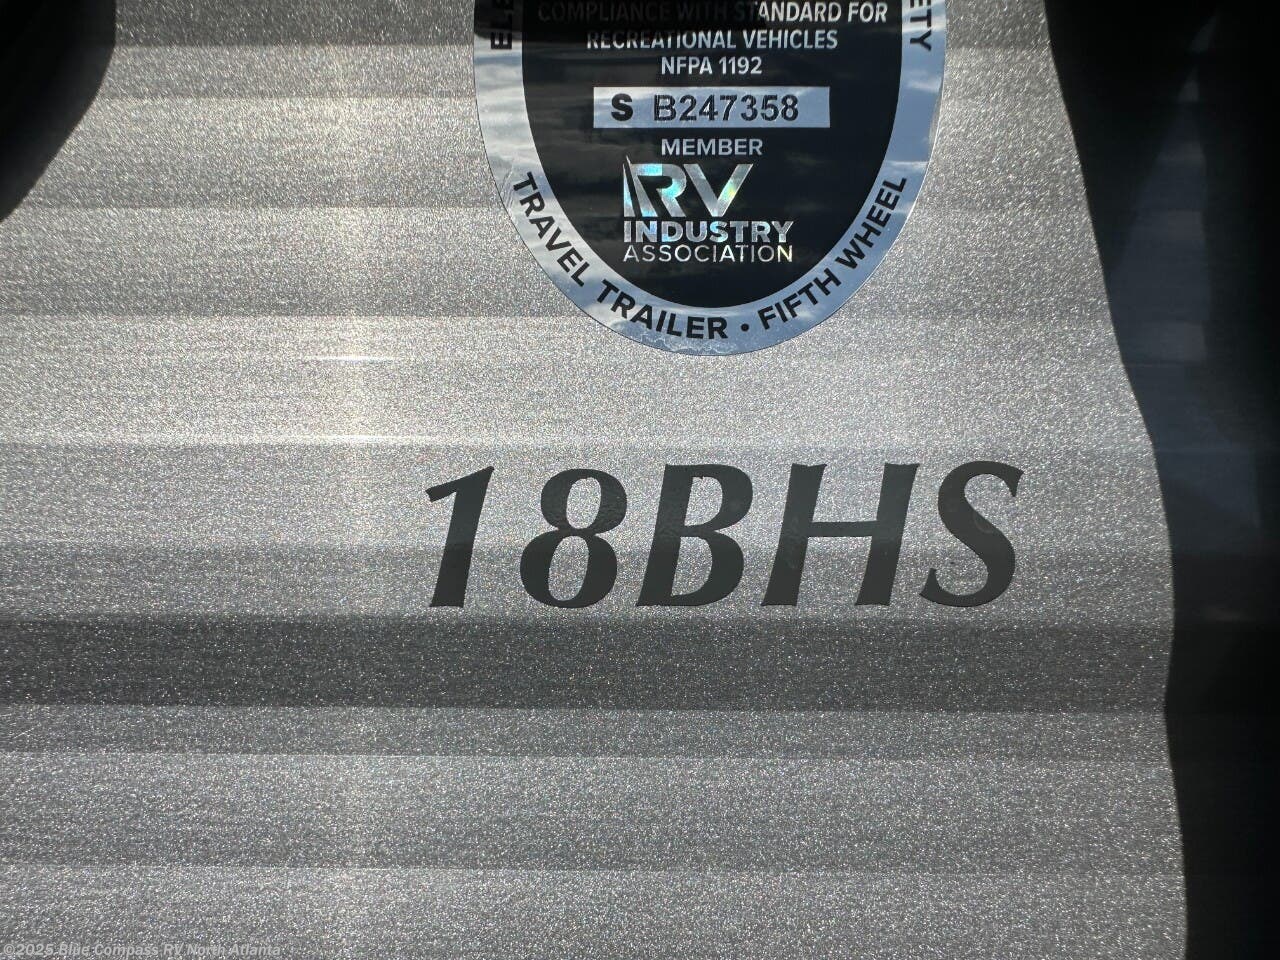 COMPLIANCE WITH STANDARD FOR
RECREATIONAL VEHICLES
NFPA 1192
S B247358
MEMBER
RV
INDUSTRY
ASSOCIATION
TRAVEL TRAILER • FIFTH WHEEL
18BHS
©2025 Blue Compass RV North Atlanta